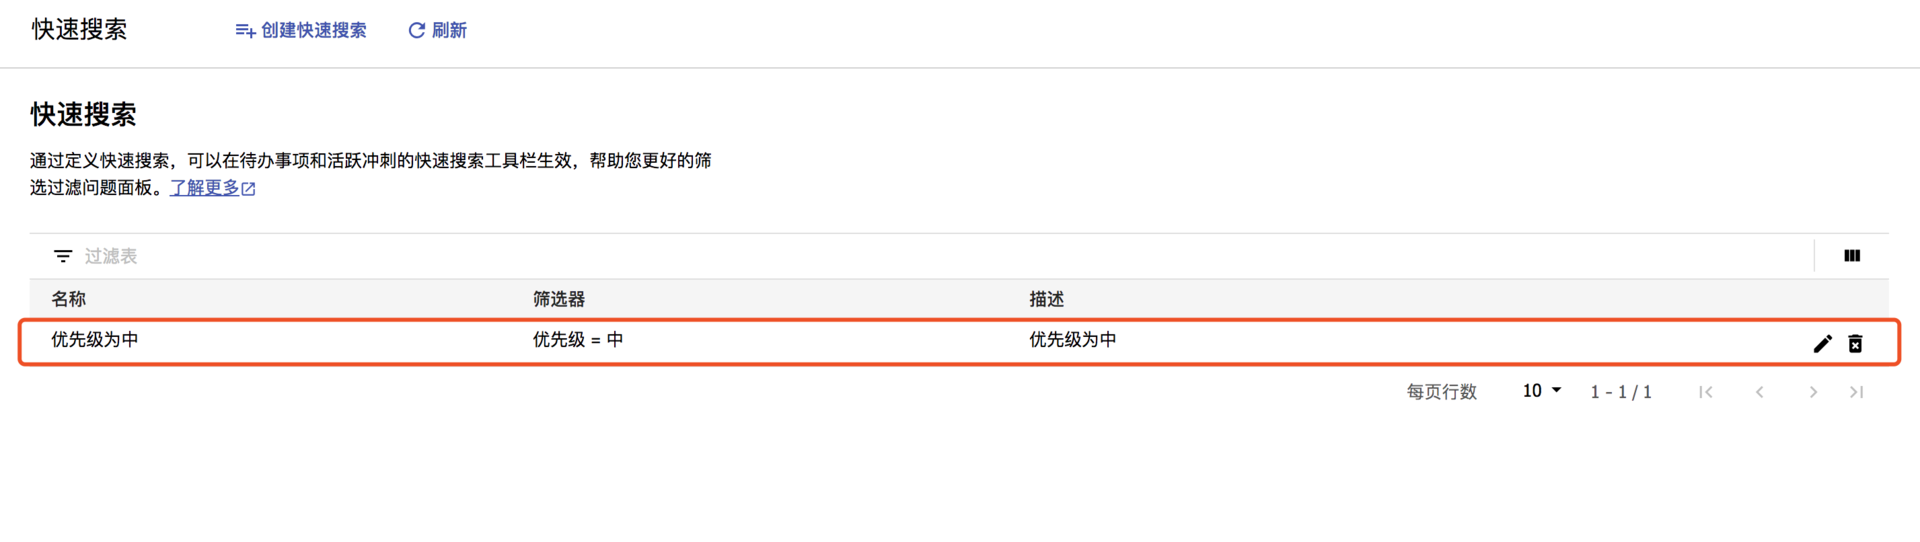 快速搜索
创建快速搜索
刷新
快速搜索
通过定义快速搜索，可以在待办事项和活跃冲刺的快速搜索工具栏生效，帮助您更好的筛
选过滤问题面板。了解更多
过滤表
名称 筛选器 描述
优先级为中 优先级 = 中 优先级为中
每页行数 10 1 - 1 / 1